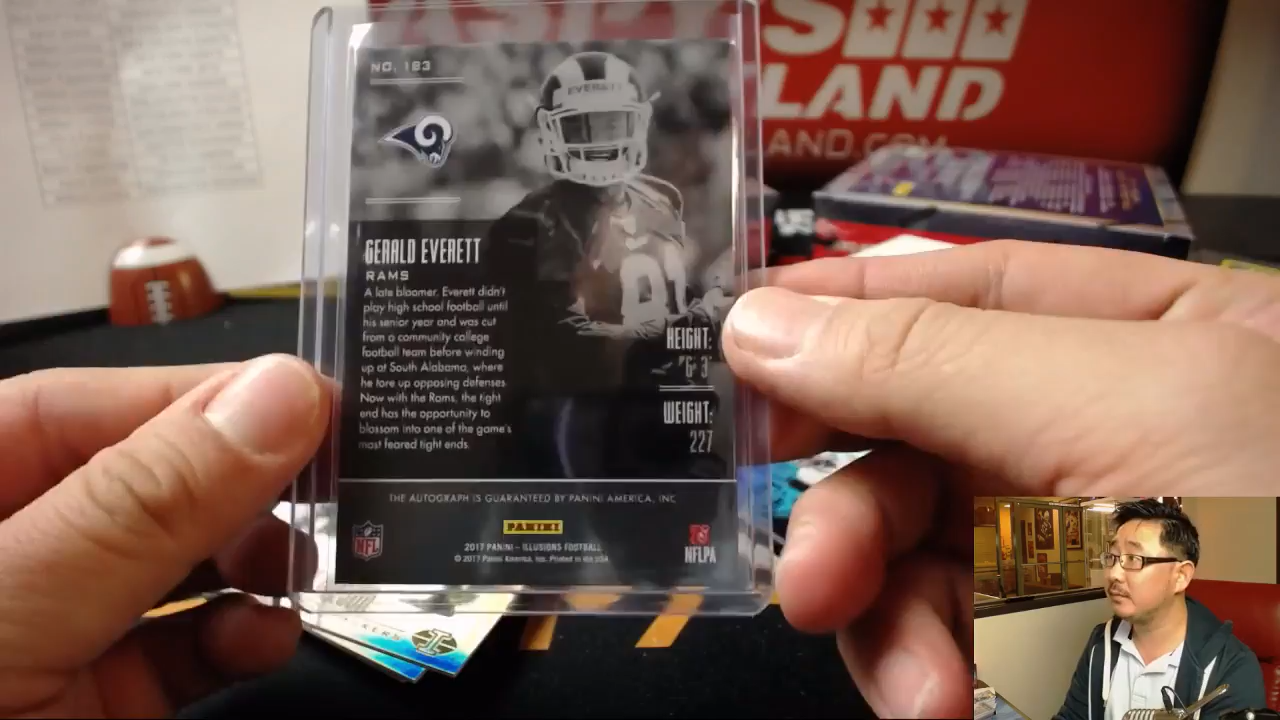 LAND
AND.COM
NO. 183
EVERETT
GERALD EVERETT
RAMS
A late bloomer, Everett didn't
play high school football until
his senior year and was cut
from a community college
football team before winding
up at South Alabama, where
he tore up opposing defenses.
Now with the Rams, the tight
end has the opportunity to
blossom into one of the game's
most feared tight ends.
HEIGHT:
6' 3"
WEIGHT:
227
THE AUTOGRAPH IS GUARANTEED BY PANINI AMERICA, INC
NFL
PANINI
2017 PANINI – ILLUSIONS FOOTBALL
© 2017 Panini America, Inc. Printed in the USA
NFLPA